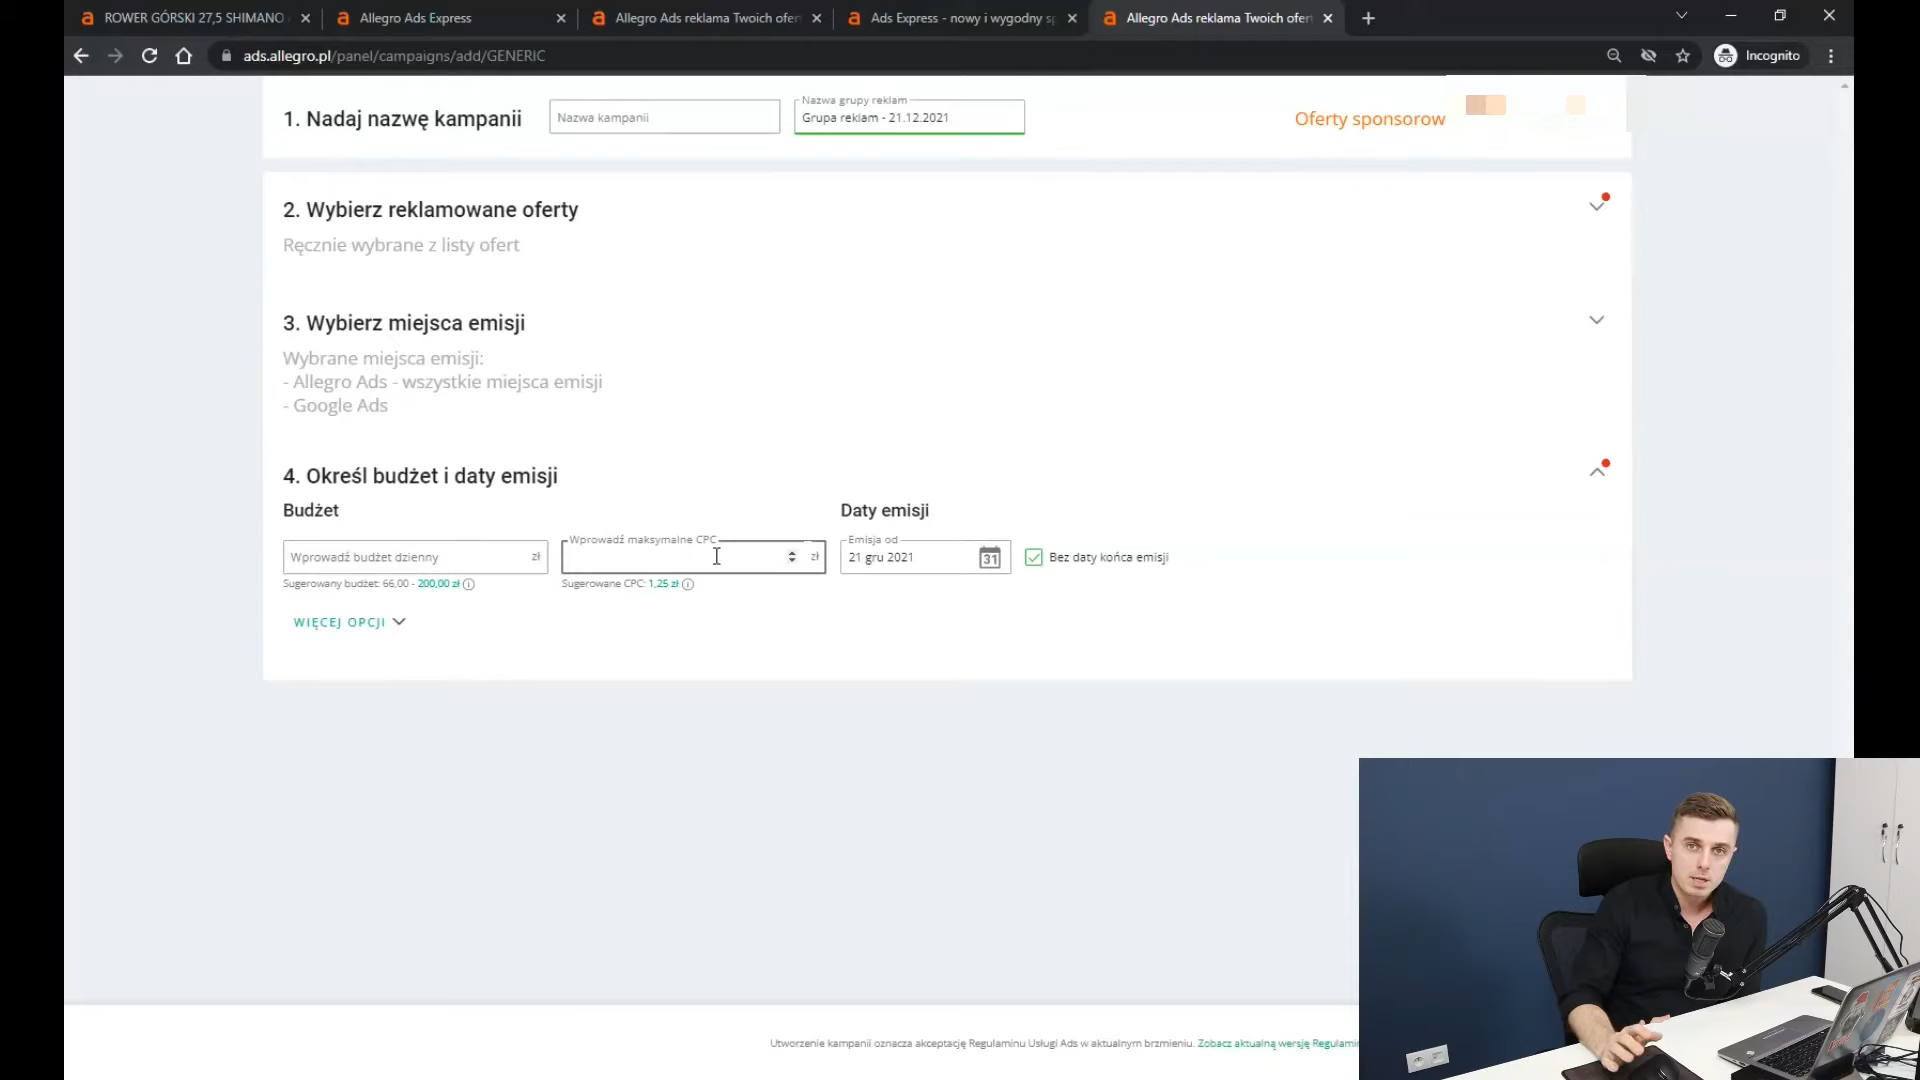 ROWER GÓRSKI 27,5 SHIMANO
Allegro Ads Express
Allegro Ads reklama Twoich ofer
Ads Express - nowy i wygodny sp
Allegro Ads reklama Twoich ofer
ads.allegro.pl/panel/campaigns/add/GENERIC
Incognito
1. Nadaj nazwę kampanii
Nazwa kampanii
Nazwa grupy reklam
Grupa reklam - 21.12.2021
Oferty sponsorow
2. Wybierz reklamowane oferty
Ręcznie wybrane z listy ofert
3. Wybierz miejsca emisji
Wybrane miejsca emisji:
- Allegro Ads - wszystkie miejsca emisji
- Google Ads
4. Określ budżet i daty emisji
Budżet
Daty emisji
Wprowadź budżet dzienny zł
Wprowadź maksymalne CPC
zł
Emisja od
21 gru 2021
31
Bez daty końca emisji
Sugerowany budżet: 66,00 - 200,00 zł
Sugerowane CPC: 1,25 zł
WIĘCEJ OPCJI
Utworzenie kampanii oznacza akceptację Regulaminu Usługi Ads w aktualnym brzmieniu. Zobacz aktualną wersję Regulamin